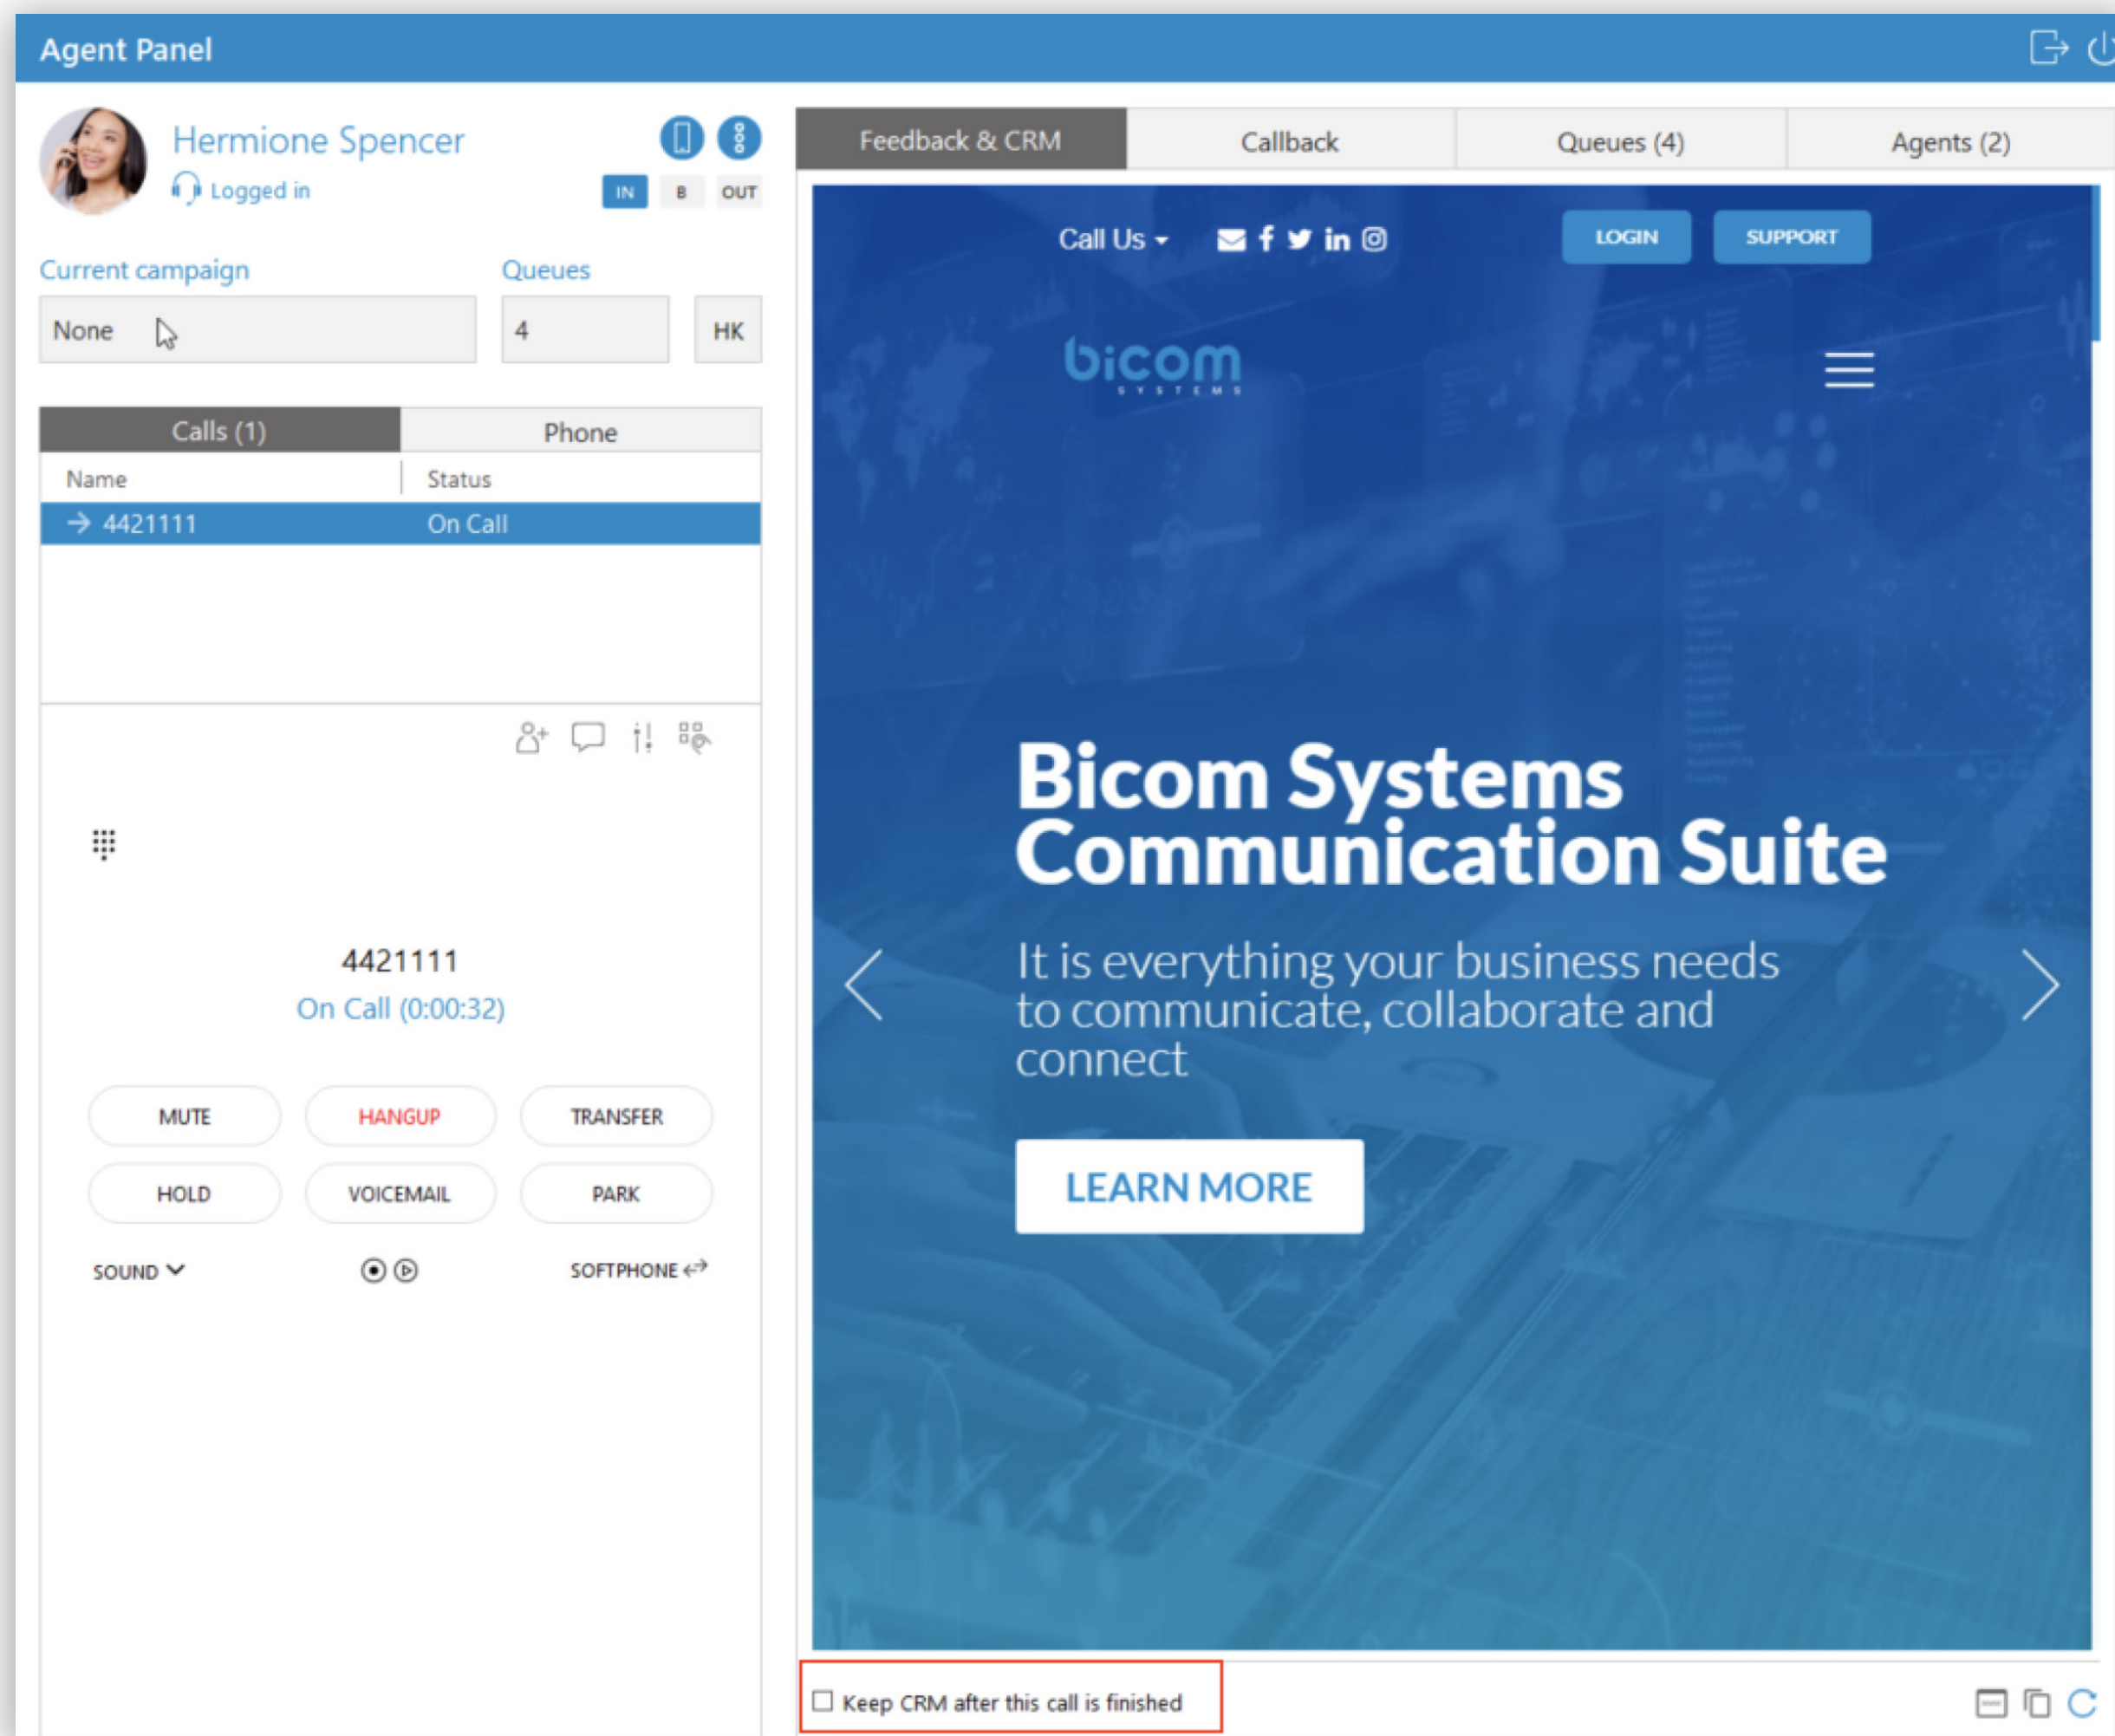 Agent Panel
Hermione Spencer
Logged in
IN B OUT
Current campaign
Queues
None
4
HK
Calls (1)
Phone
Name
Status
→ 4421111
On Call
4421111
On Call (0:00:32)
MUTE
HANGUP
TRANSFER
HOLD
VOICEMAIL
PARK
SOUND
SOFTPHONE
Feedback & CRM
Callback
Queues (4)
Agents (2)
Call Us
LOGIN
SUPPORT
bicom
SYSTEMS
Bicom Systems
Communication Suite
It is everything your business needs
to communicate, collaborate and
connect
LEARN MORE
Keep CRM after this call is finished